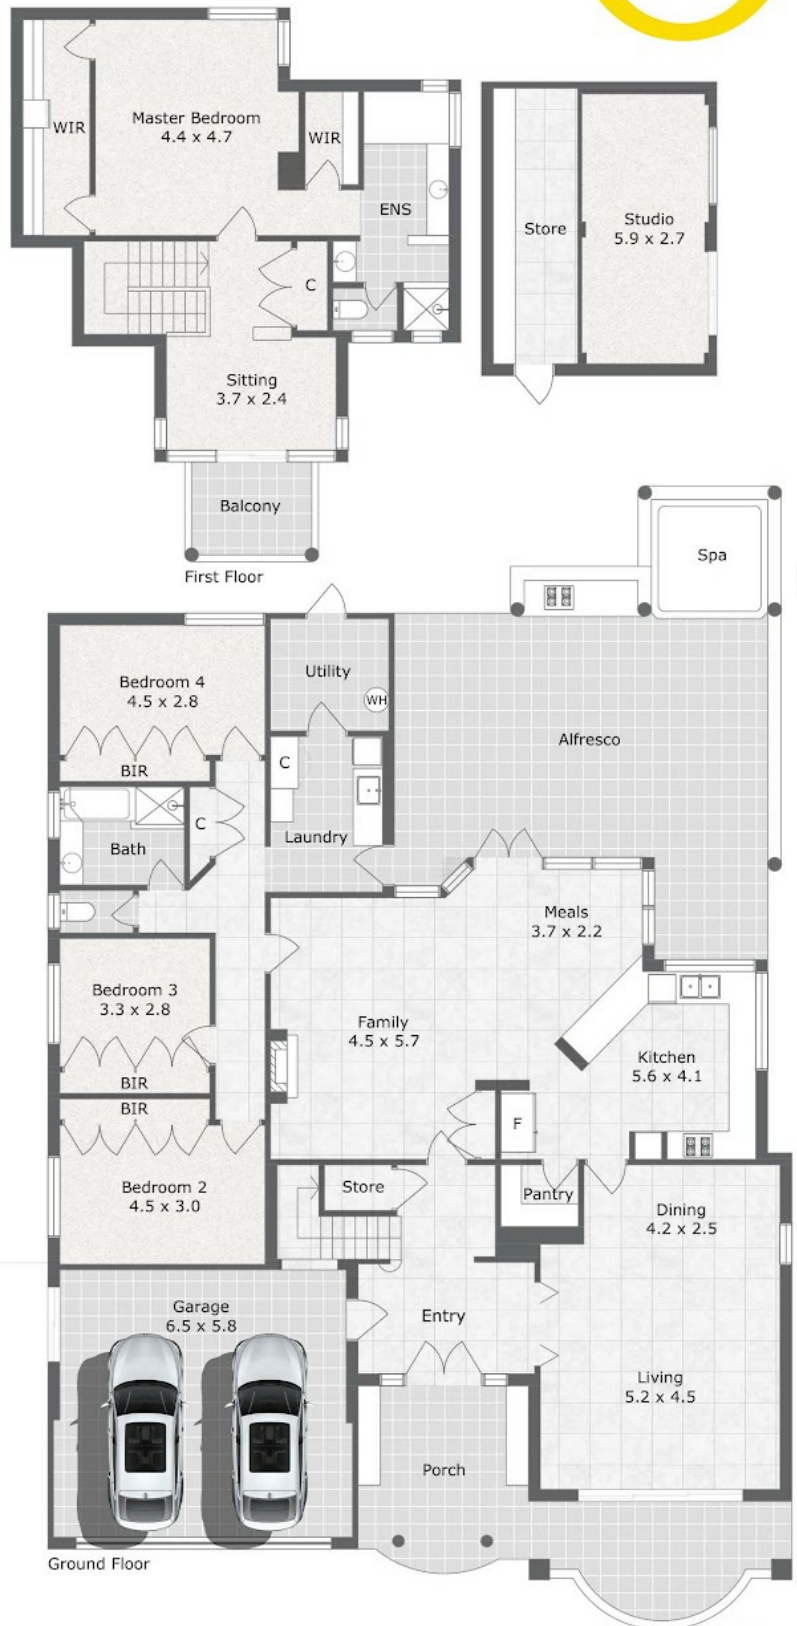 Master Bedroom
4.4 x 4.7
WIR
WIR
ENS
C
Sitting
3.7 x 2.4
Balcony
First Floor
Store
Studio
5.9 x 2.7
Spa
Bedroom 4
4.5 x 2.8
BIR
Utility
WH
Alfresco
C
Laundry
C
Bath
Meals
3.7 x 2.2
Bedroom 3
3.3 x 2.8
BIR
Family
4.5 x 5.7
Kitchen
5.6 x 4.1
F
BIR
Bedroom 2
4.5 x 3.0
Store
Pantry
Dining
4.2 x 2.5
Garage
6.5 x 5.8
Entry
Living
5.2 x 4.5
Porch
Ground Floor